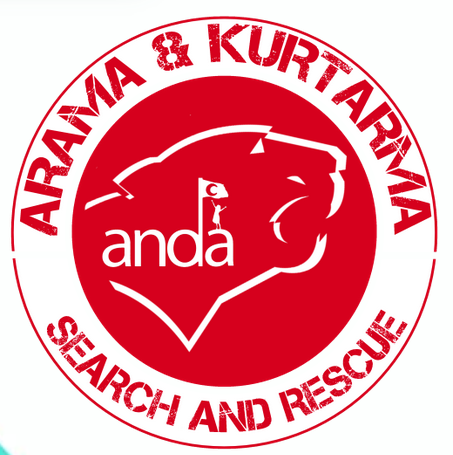 ARAMA & KURTARMA
anda
SEARCH AND RESCUE